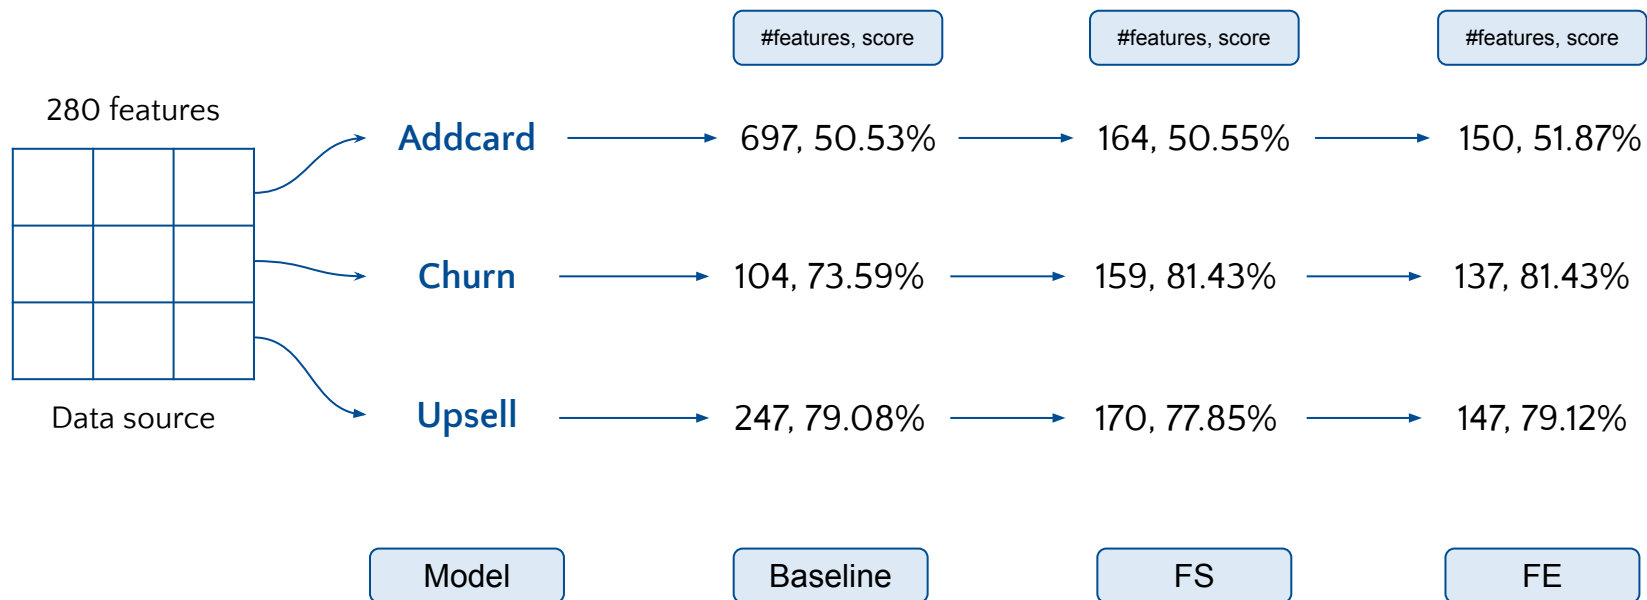 #features, score
#features, score
#features, score
280 features
Addcard
697, 50.53%
164, 50.55%
150, 51.87%
Churn
104, 73.59%
159, 81.43%
137, 81.43%
Upsell
247, 79.08%
170, 77.85%
147, 79.12%
Data source
Model
Baseline
FS
FE